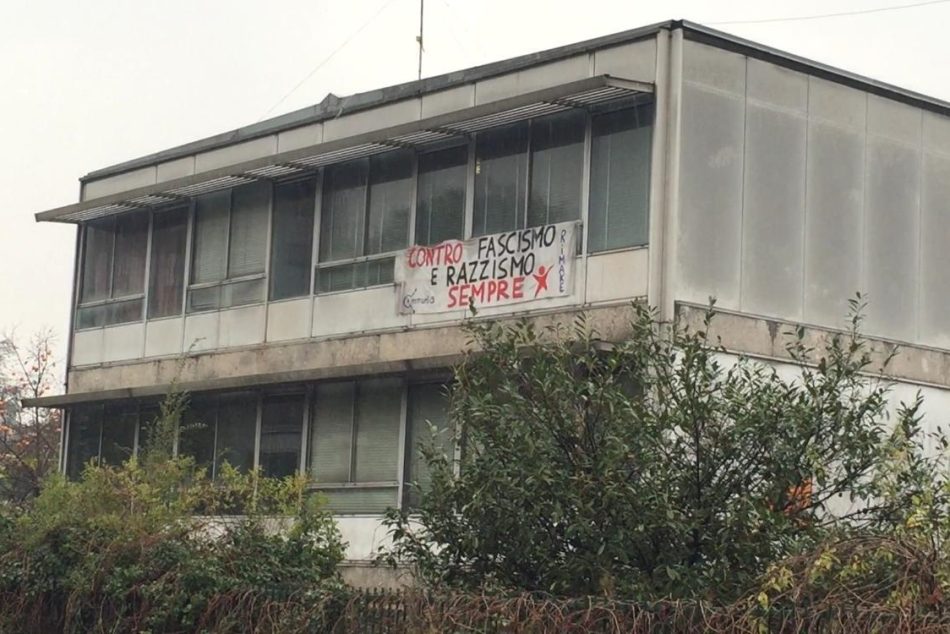 CONTRO FASCISMO
E RAZZISMO
SEMPRE
RIMAKE